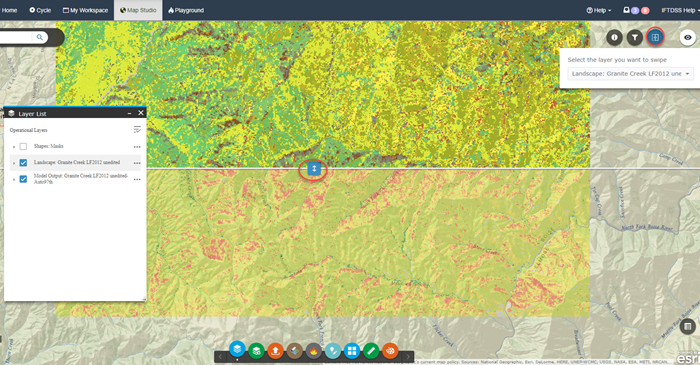 Home Cycle My Workspace Map Studio Playground Help IFTDSS Help
Select the layer you want to swipe
Landscape: Granite Creek LF2012 une
Layer List
Operational Layers
Shapes: Masks
Landscape: Granite Creek LF2012 unedited
Model Output: Granite Creek LF2012 unedited-
Auto97th
's current map policy. Sources: National Geographic, Esri, DeLorme, HERE, UNEP-WCMC, USGS, NASA, ESA, METI, NRCAN,
esri